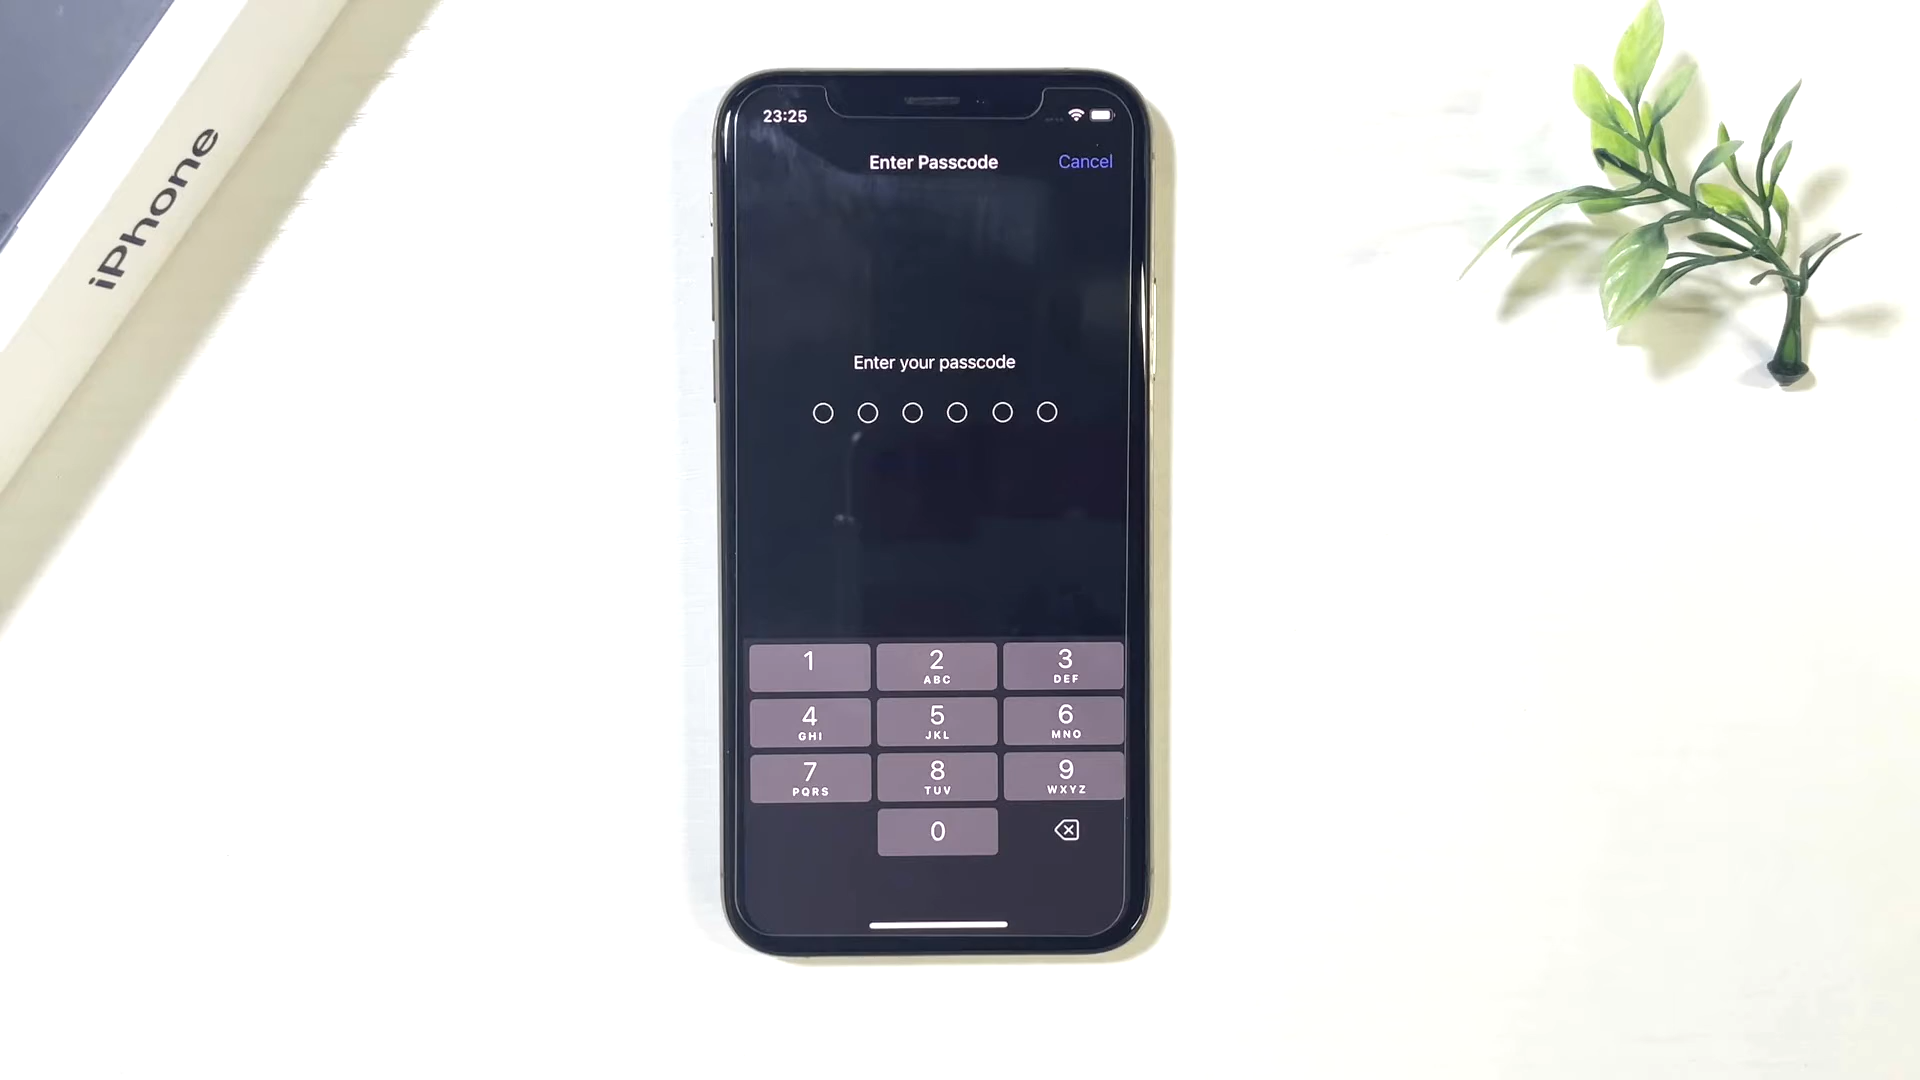 iPhone
23:25
Enter Passcode
Cancel
Enter your passcode
1
2
ABC
3
DEF
4
GHI
5
JKL
6
MNO
7
PQRS
8
TUV
9
WXYZ
0